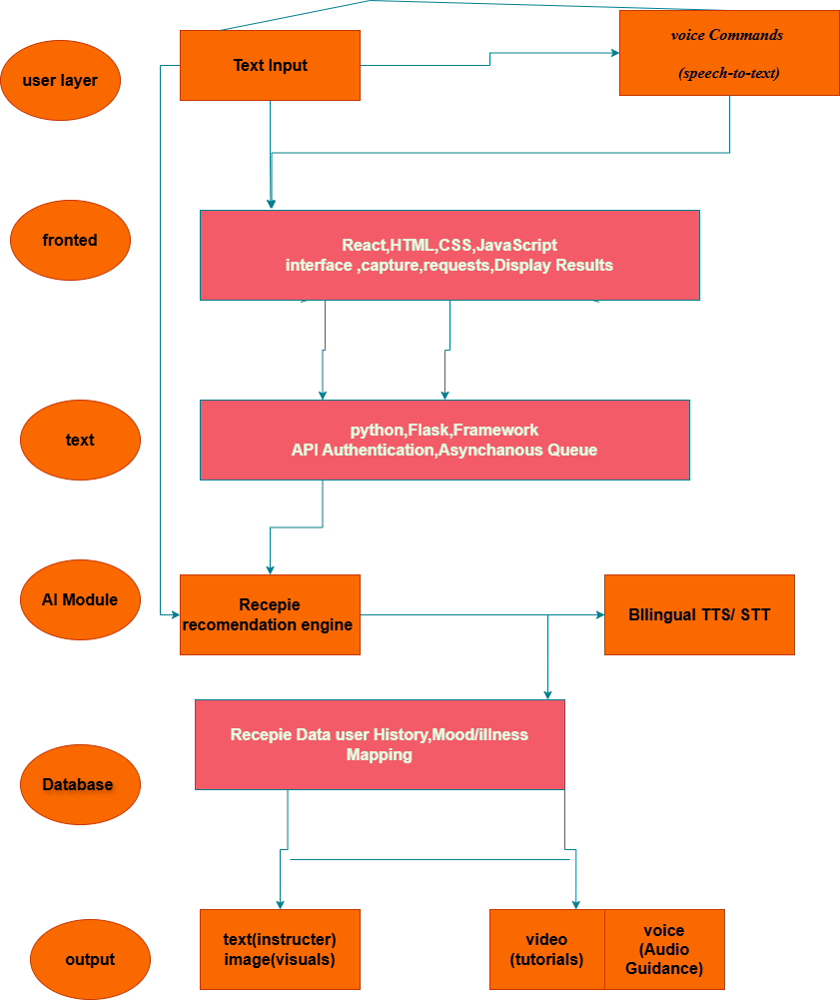 user layer
Text Input
voice Commands
(speech-to-text)
fronted
React,HTML,CSS,JavaScript
interface ,capture,requests,Display Results
text
python,Flask,Framework
API Authentication,Asynchanous Queue
AI Module
Recepie
recomendation engine
BIlingual TTS/ STT
Database
Recepie Data user History,Mood/illness
Mapping
output
text(instructer)
image(visuals)
video
(tutorials)
voice
(Audio
Guidance)